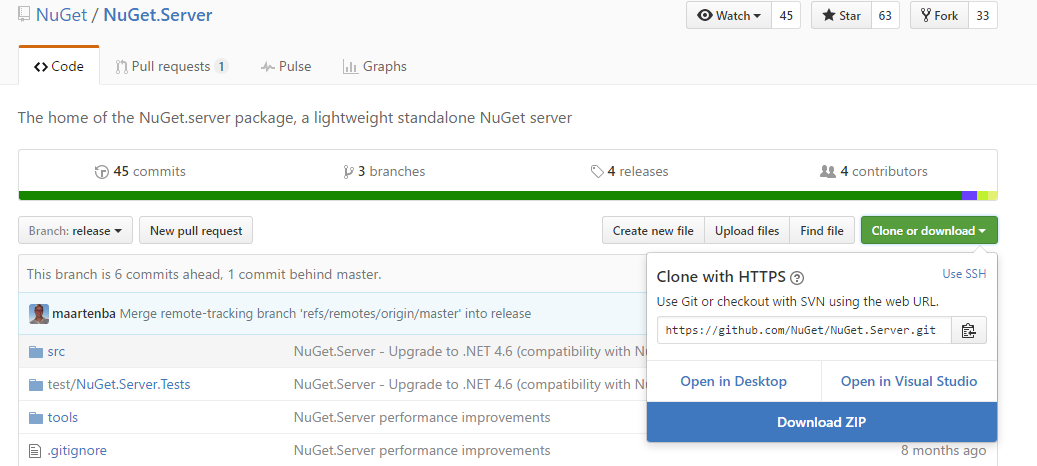 NuGet / NuGet.Server
Watch 45 Star 63 Fork 33
Code Pull requests 1 Pulse Graphs
The home of the NuGet.server package, a lightweight standalone NuGet server
45 commits 3 branches 4 releases 4 contributors
Branch: release New pull request Create new file Upload files Find file Clone or download
This branch is 6 commits ahead, 1 commit behind master.
maartenba Merge remote-tracking branch 'refs/remotes/origin/master' into release
src NuGet.Server - Upgrade to .NET 4.6 (compatibility with Nu
test/NuGet.Server.Tests NuGet.Server - Upgrade to .NET 4.6 (compatibility with Nu
tools NuGet.Server performance improvements
.gitignore NuGet.Server performance improvements 8 months ago
Clone with HTTPS ? Use SSH
Use Git or checkout with SVN using the web URL.
https://github.com/NuGet/NuGet.Server.git
Open in Desktop Open in Visual Studio
Download ZIP